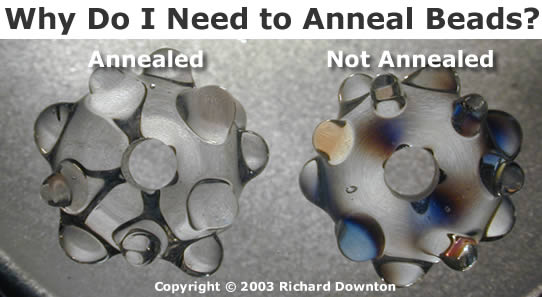 Why Do I Need to Anneal Beads?
Annealed Not Annealed
Copyright © 2003 Richard Downton